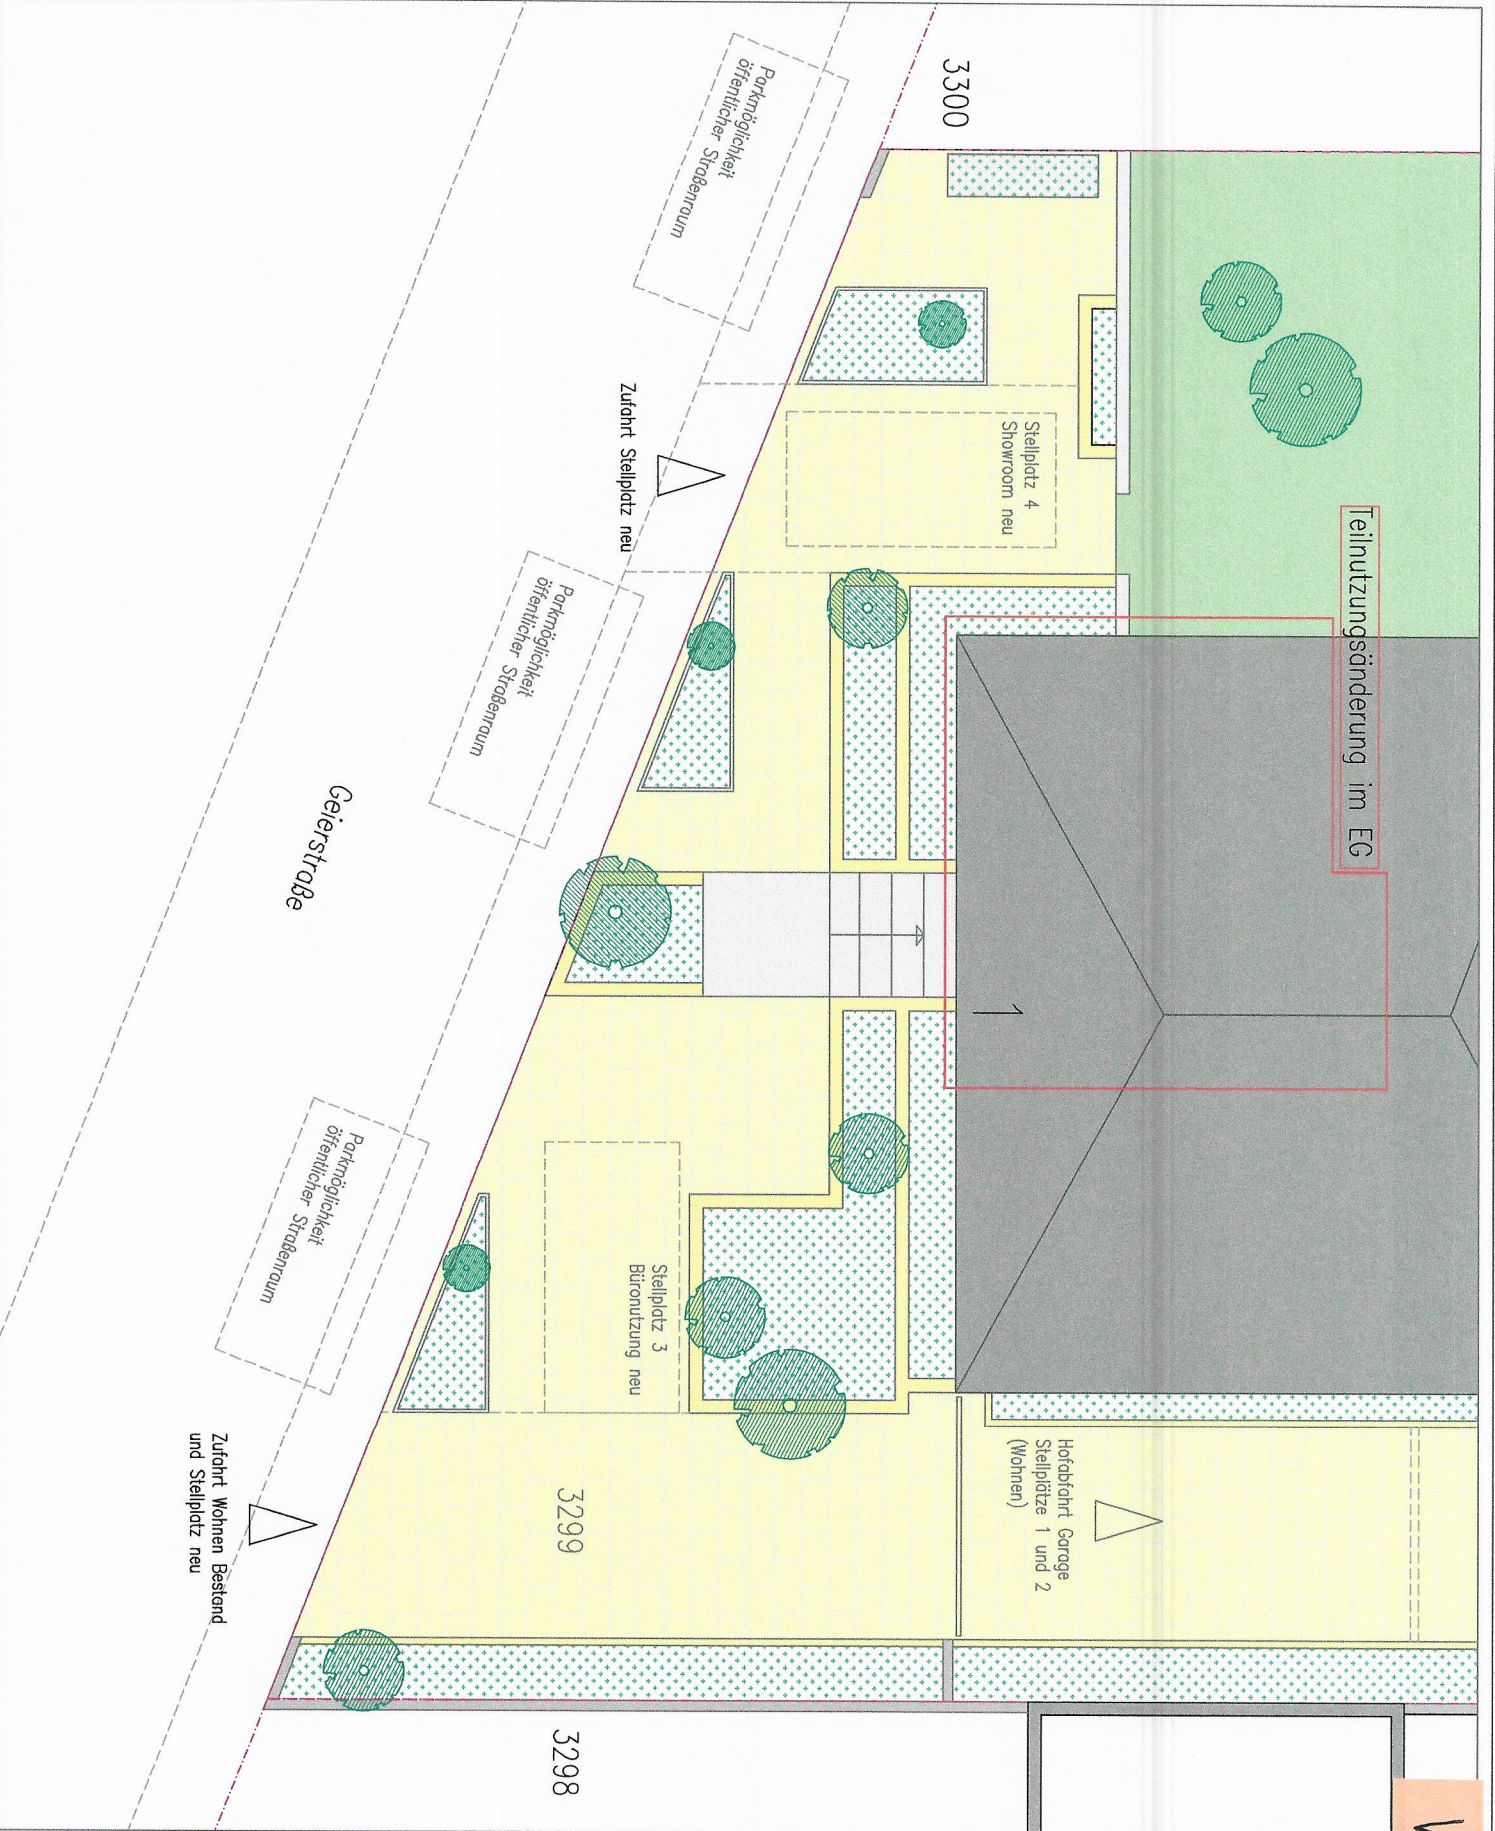 3300
Parkmöglichkeit
öffentlicher Straßenraum
Teilnutzungsänderung im EG
Stellplatz 4
Showroom neu
Zufahrt Stellplatz neu
Parkmöglichkeit
öffentlicher Straßenraum
Geierstraße
1
Parkmöglichkeit
öffentlicher Straßenraum
Stellplatz 3
Büronutzung neu
Hofabfahrt Garage
Stellplätze 1 und 2
(Wohnen)
3299
Zufahrt Wohnen Bestand
und Stellplatz neu
3298